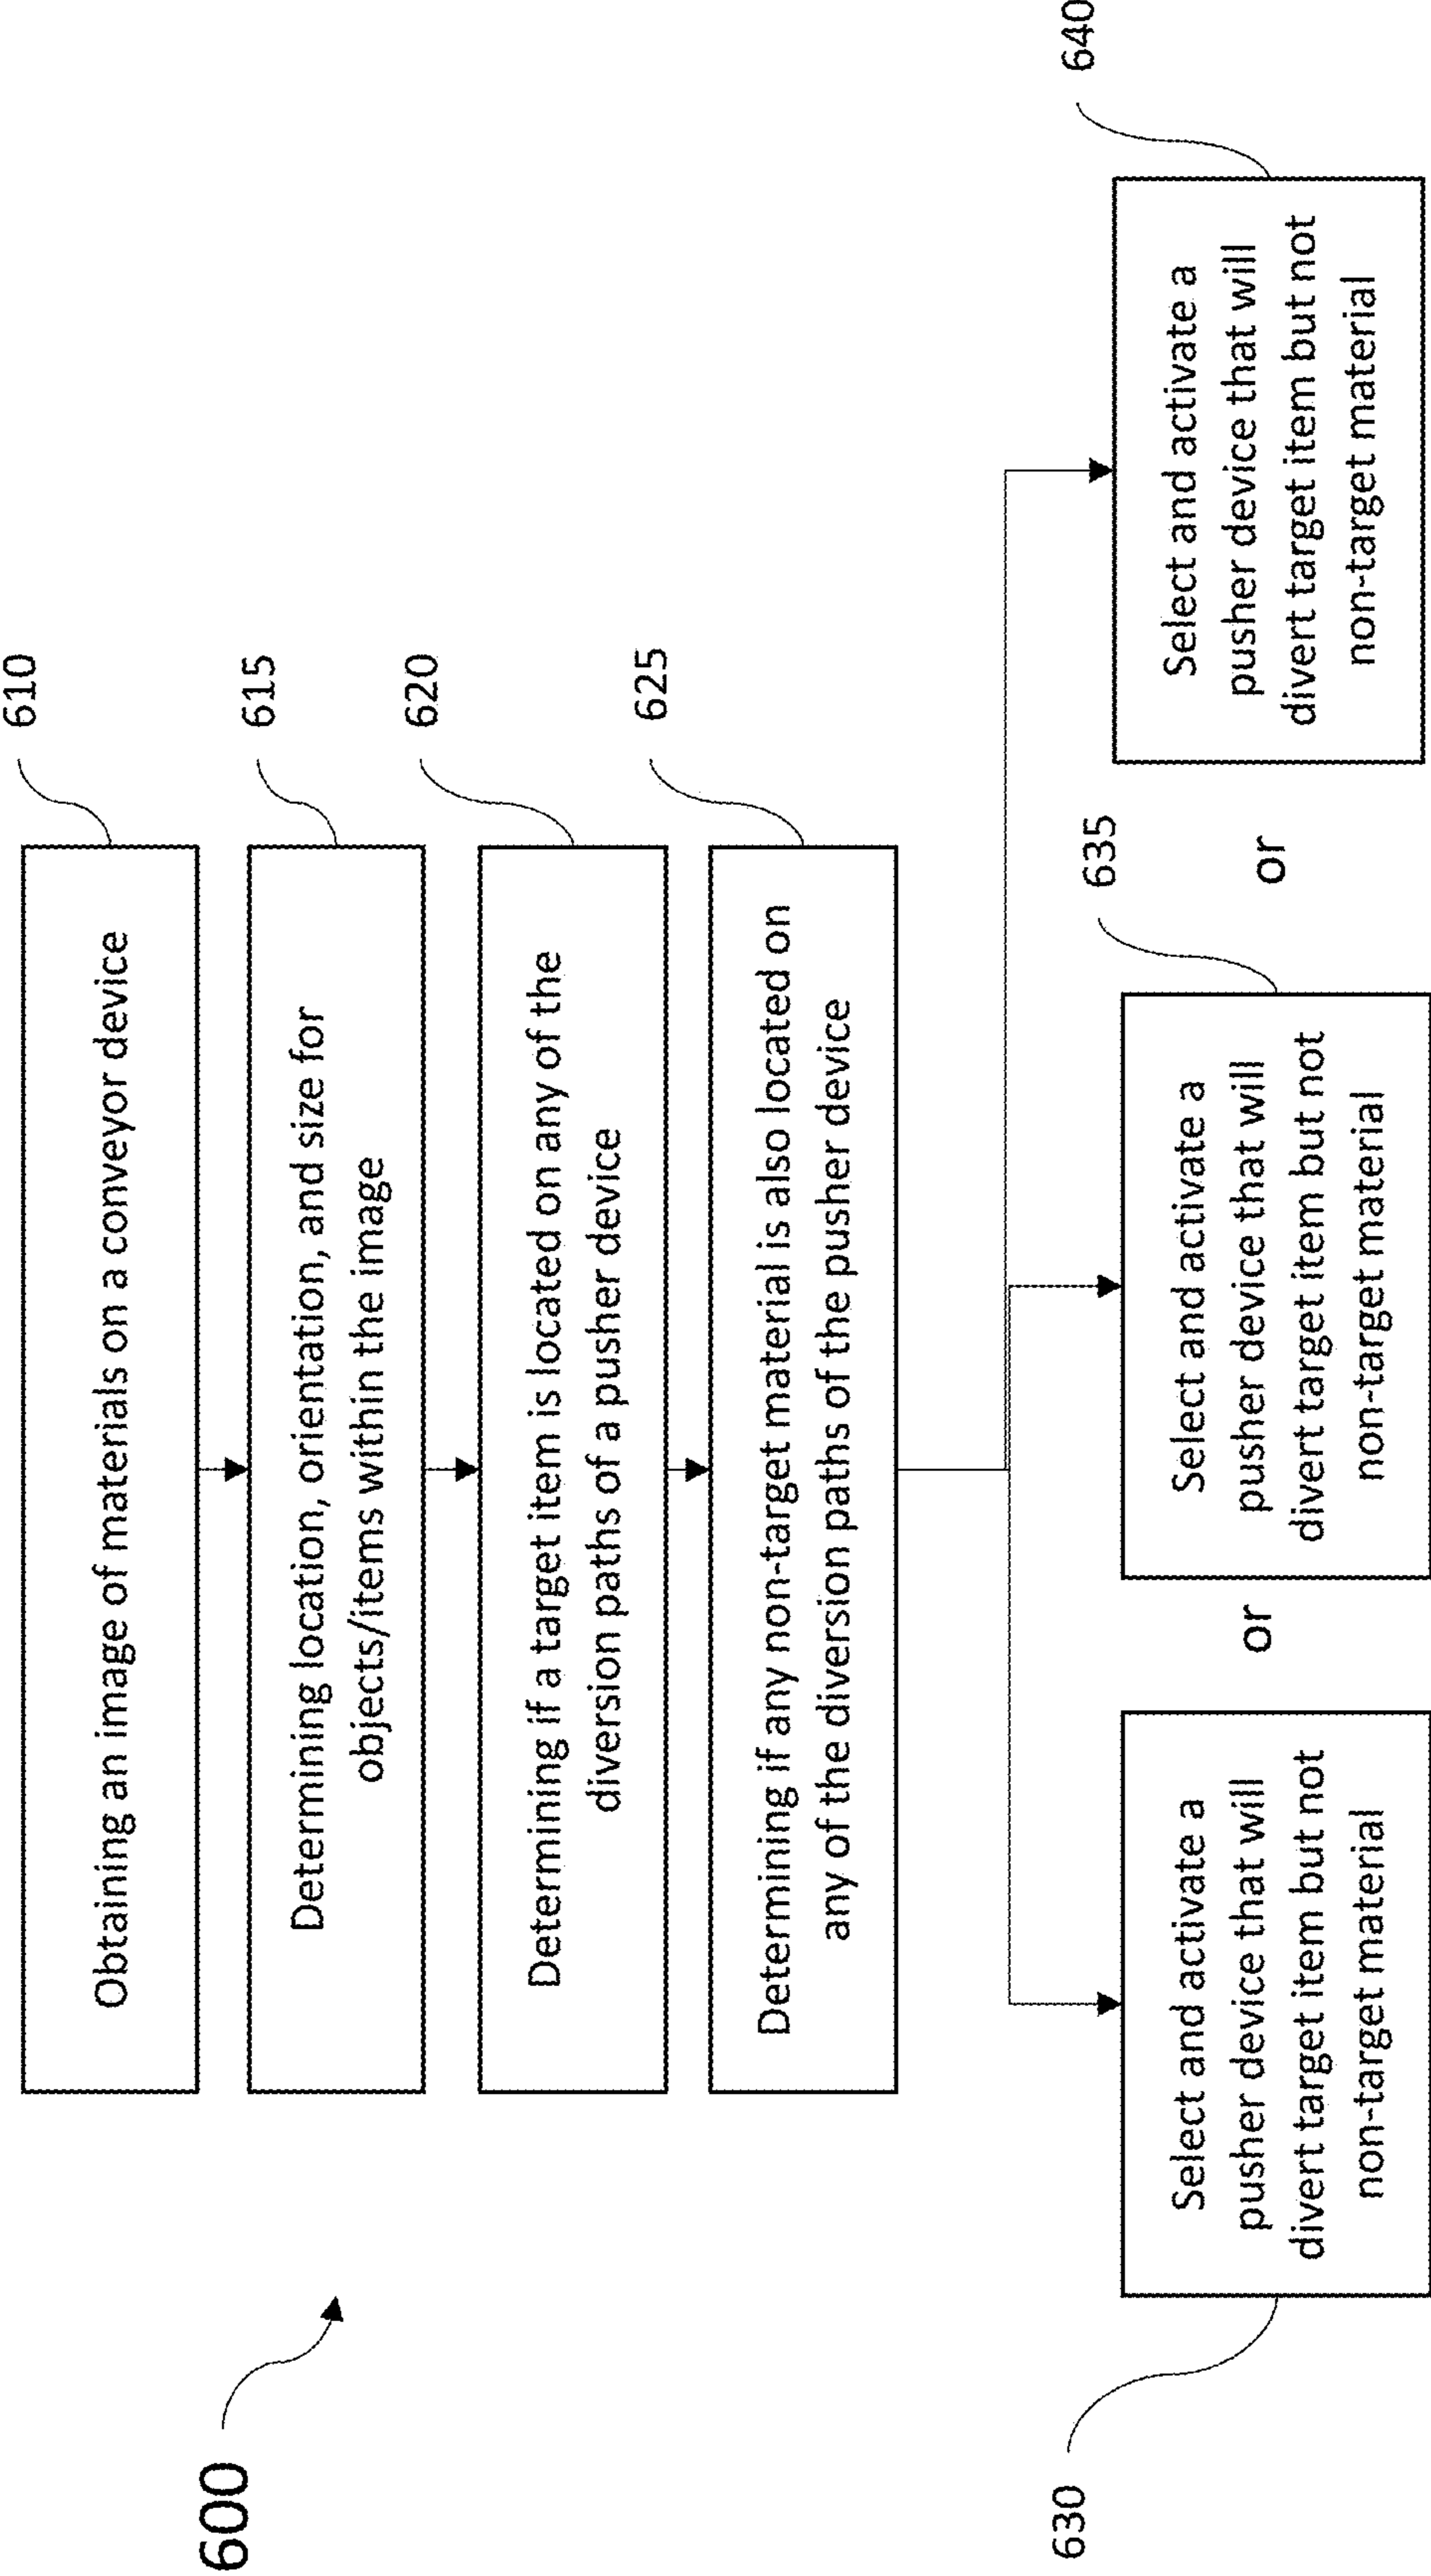 600
610
Obtaining an image of materials on a conveyor device
615
Determining location, orientation, and size for
objects/items within the image
620
Determining if a target item is located on any of the
diversion paths of a pusher device
625
Determining if any non-target material is also located on
any of the diversion paths of the pusher device
630
Select and activate a
pusher device that will
divert target item but not
non-target material
or
635
Select and activate a
pusher device that will
divert target item but not
non-target material
or
640
Select and activate a
pusher device that will
divert target item but not
non-target material